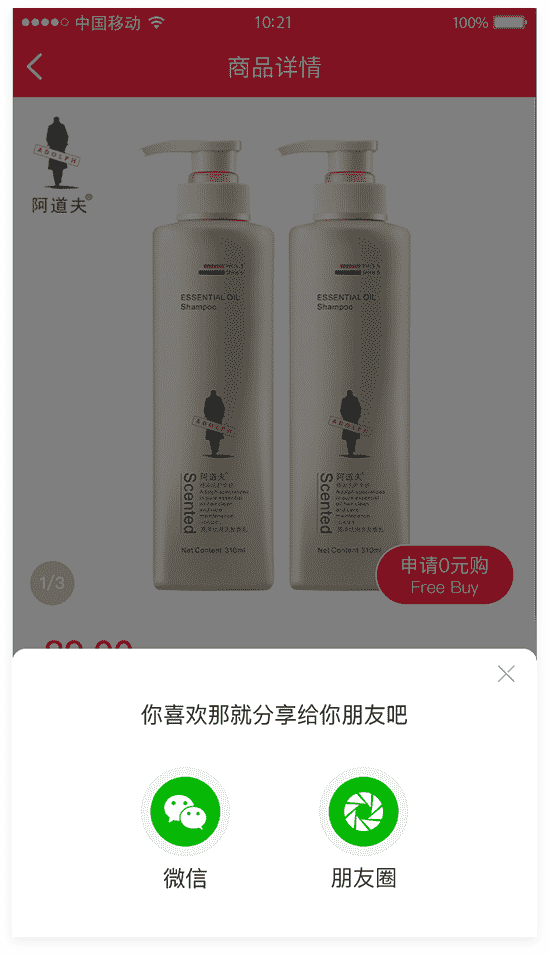 中国移动 10:21 100%
商品详情
ADOLPH
阿道夫®
ESSENTIAL OIL
Shampoo
ESSENTIAL OIL
Shampoo
ADOLPH
ADOLPH
阿道夫
阿道夫
Scented
Scented
Net Content 310ml
Net Content 310ml
1/3
申请0元购
Free Buy
你喜欢那就分享给你朋友吧
微信
朋友圈